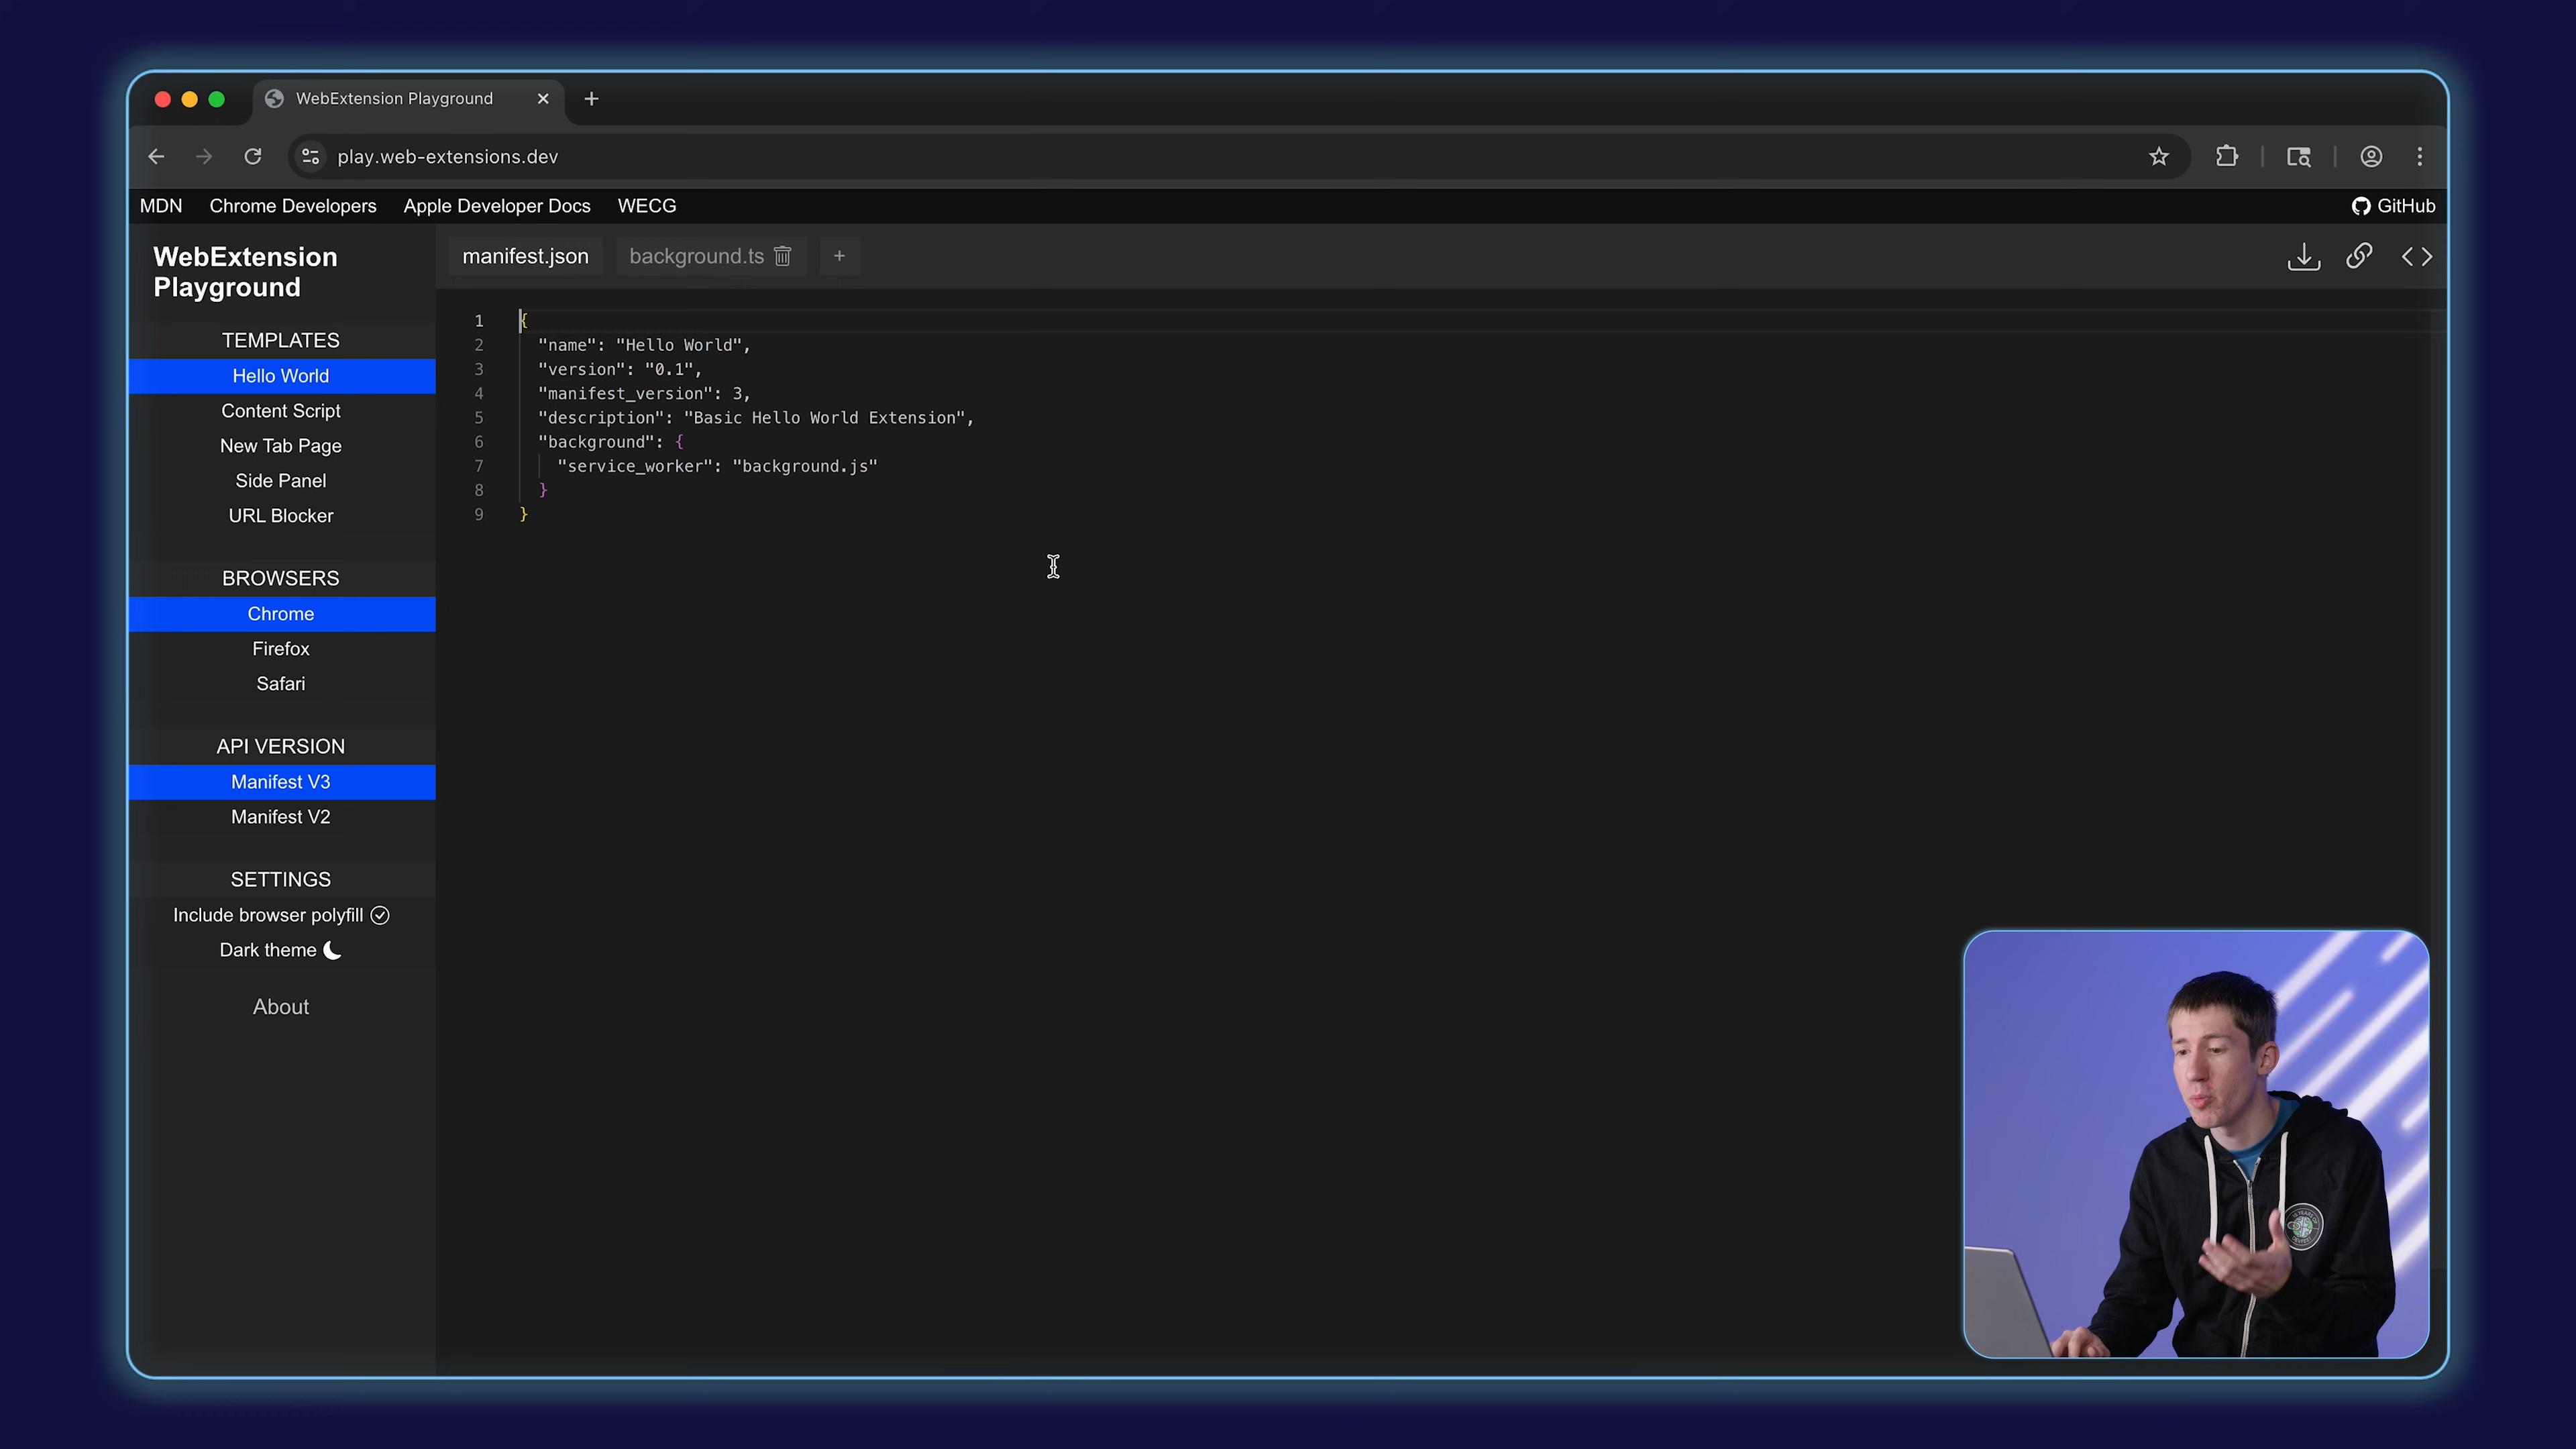 WebExtension Playground
play.web-extensions.dev
MDN Chrome Developers Apple Developer Docs WECG GitHub
WebExtension
Playground
TEMPLATES
Hello World
Content Script
New Tab Page
Side Panel
URL Blocker
BROWSERS
Chrome
Firefox
Safari
API VERSION
Manifest V3
Manifest V2
SETTINGS
Include browser polyfill
Dark theme
About
manifest.json background.ts +
1 {
2 "name": "Hello World",
3 "version": "0.1",
4 "manifest_version": 3,
5 "description": "Basic Hello World Extension",
6 "background": {
7 "service_worker": "background.js"
8 }
9 }